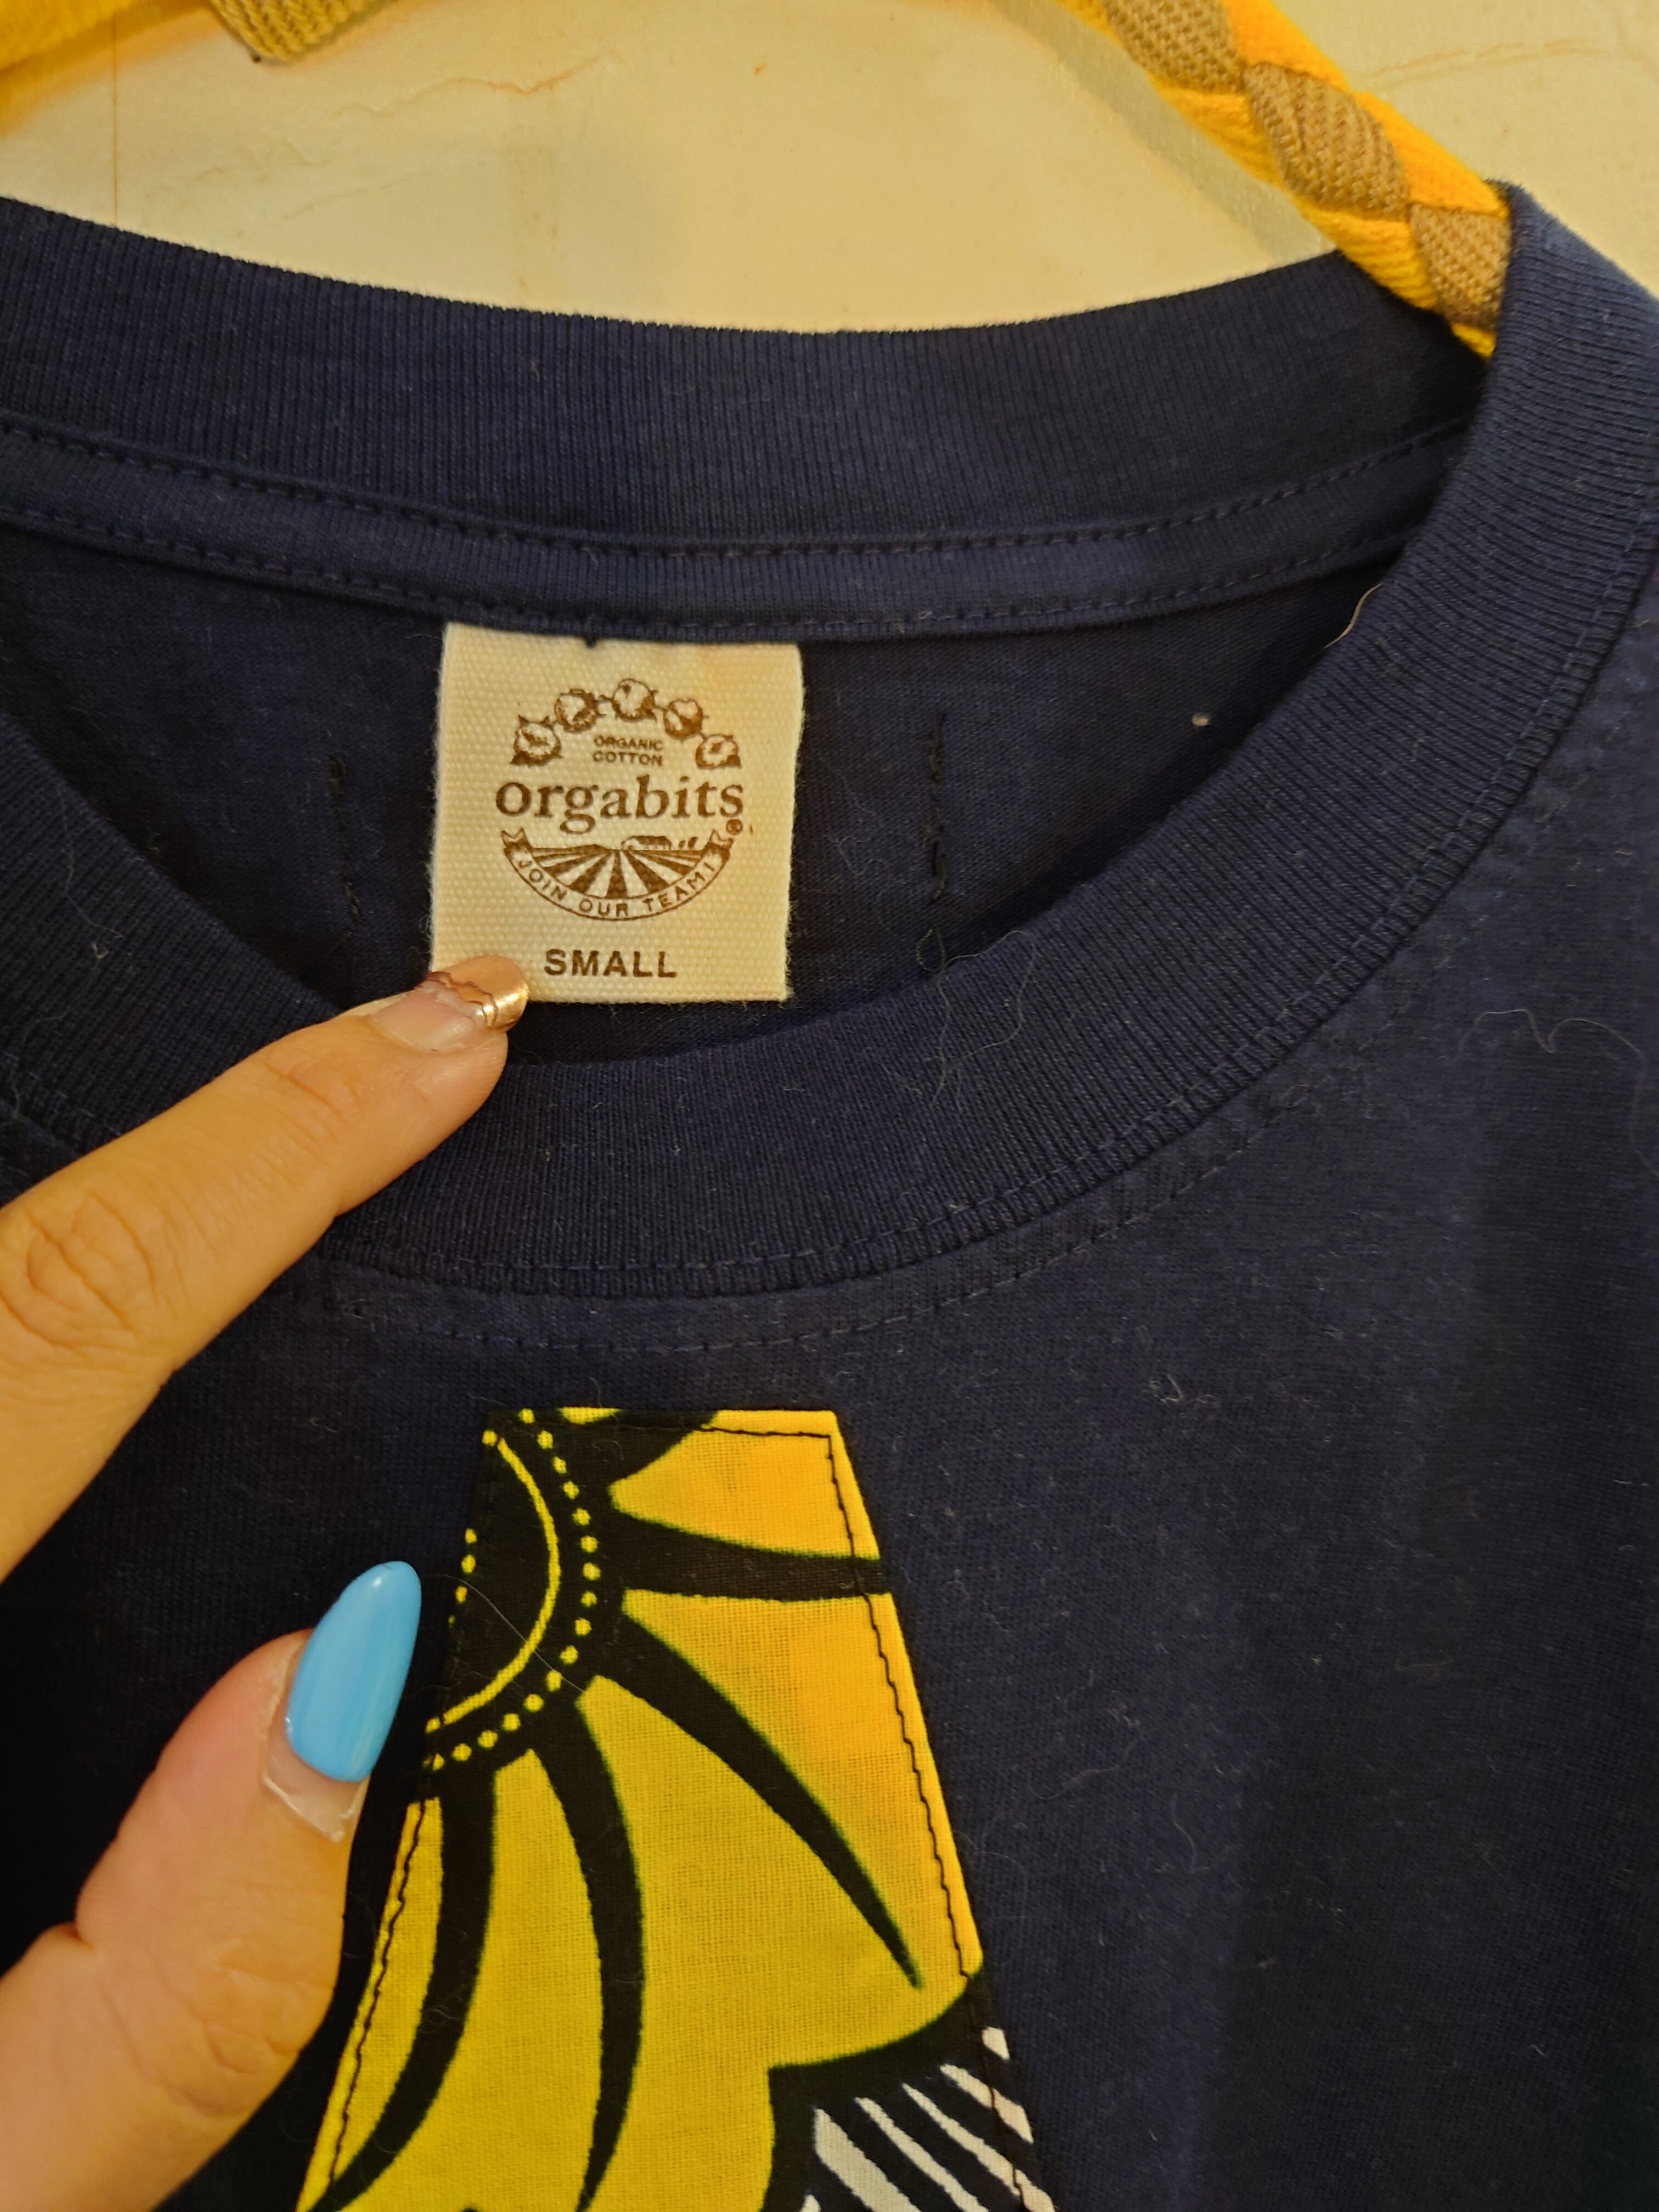 ORGANIC
COTTON
orgabits®
JOIN OUR TEAM!
SMALL